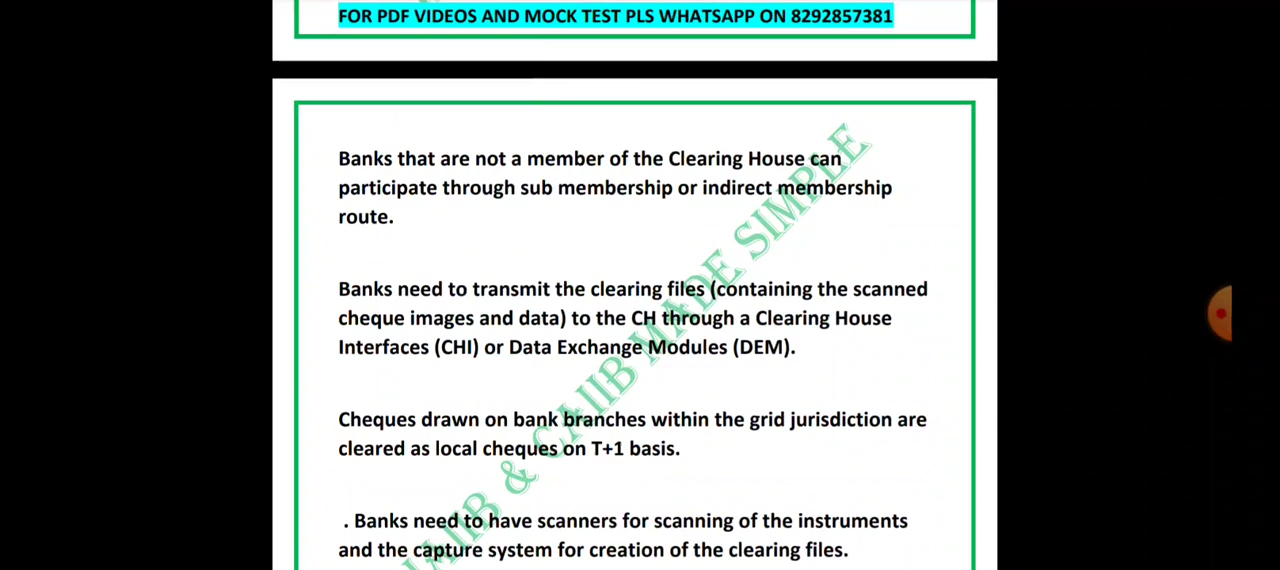 FOR PDF VIDEOS AND MOCK TEST PLS WHATSAPP ON 8292857381
Banks that are not a member of the Clearing House can
participate through sub membership or indirect membership
route.
Banks need to transmit the clearing files (containing the scanned
cheque images and data) to the CH through a Clearing House
Interfaces (CHI) or Data Exchange Modules (DEM).
Cheques drawn on bank branches within the grid jurisdiction are
cleared as local cheques on T+1 basis.
. Banks need to have scanners for scanning of the instruments
and the capture system for creation of the clearing files.
AIIB & CAIIB MADE SIMPLE